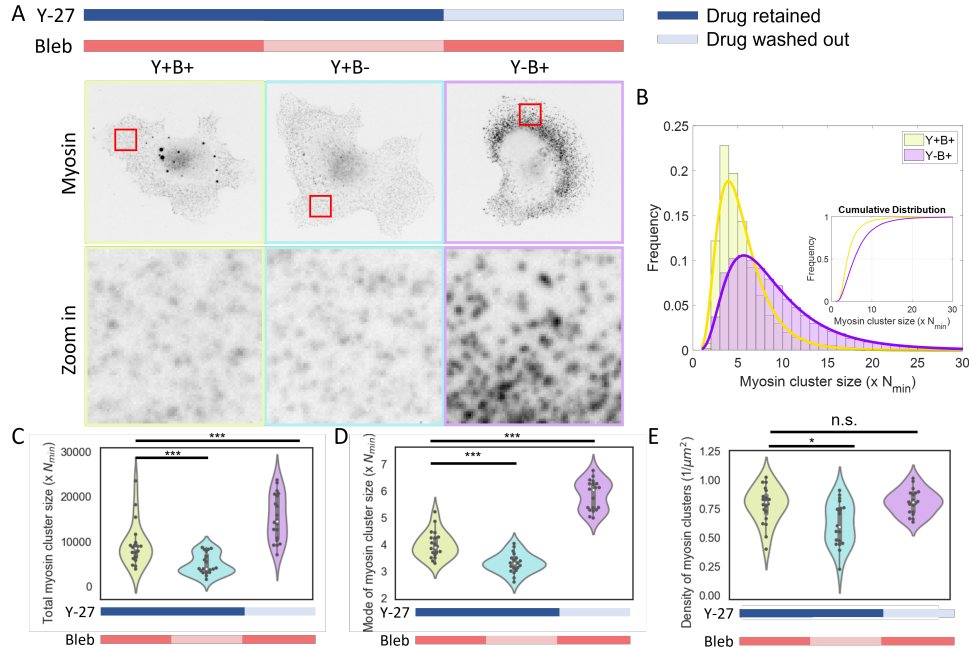 A
Y-27
Drug retained
Drug washed out
Bleb
Y+B+
Y+B-
Y-B+
Myosin
Zoom in
B
0.25
0.2
0.15
0.1
0.05
0
Frequency
0
5
10
15
20
25
30
Myosin cluster size (x Nmin)
Y+B+
Y-B+
Cumulative Distribution
1
0.5
0
Frequency
0
10
20
30
Myosin cluster size (x Nmin)
C
***
***
30000
20000
10000
0
Total myosin cluster size (x Nmin)
Y-27
Bleb
D
***
***
7
6
5
4
3
2
Mode of myosin cluster size (x Nmin)
Y-27
Bleb
E
n.s.
*
1.25
1.00
0.75
0.50
0.25
0.00
Density of myosin clusters (1/μm²)
Y-27
Bleb